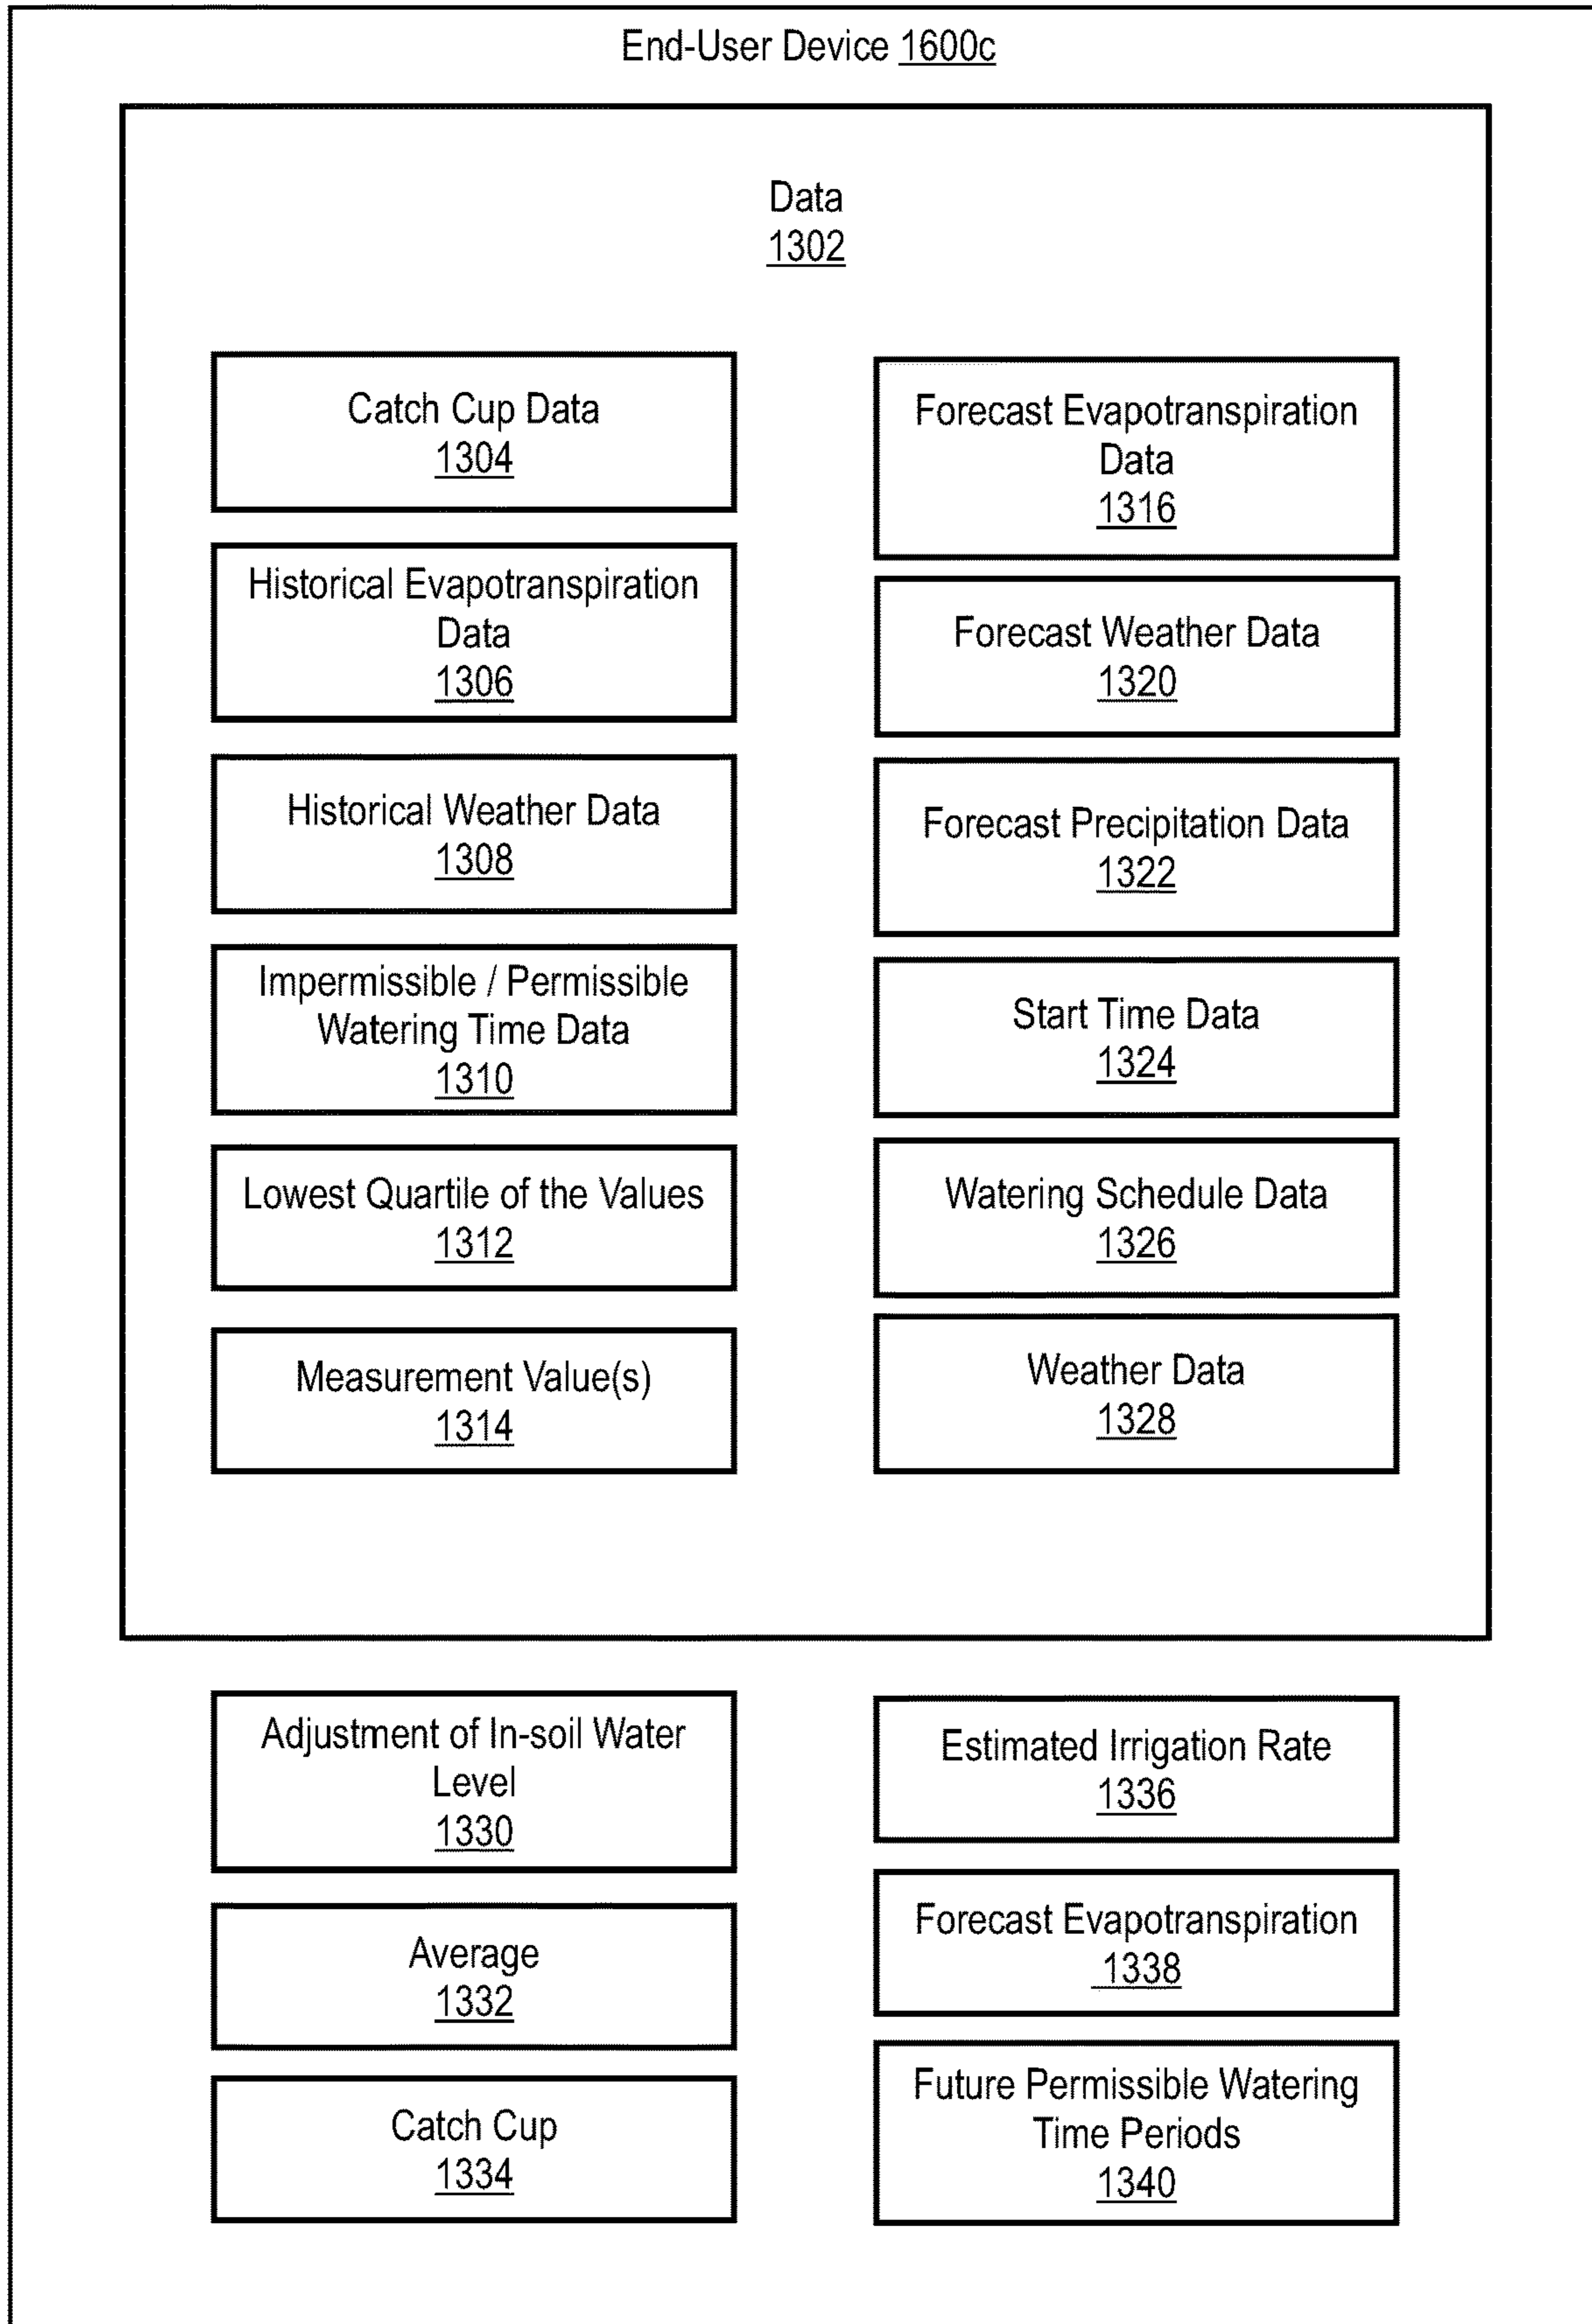 End-User Device 1600c
Data
1302
Catch Cup Data
1304
Historical Evapotranspiration
Data
1306
Historical Weather Data
1308
Impermissible / Permissible
Watering Time Data
1310
Lowest Quartile of the Values
1312
Measurement Value(s)
1314
Forecast Evapotranspiration
Data
1316
Forecast Weather Data
1320
Forecast Precipitation Data
1322
Start Time Data
1324
Watering Schedule Data
1326
Weather Data
1328
Adjustment of In-soil Water
Level
1330
Average
1332
Catch Cup
1334
Estimated Irrigation Rate
1336
Forecast Evapotranspiration
1338
Future Permissible Watering
Time Periods
1340